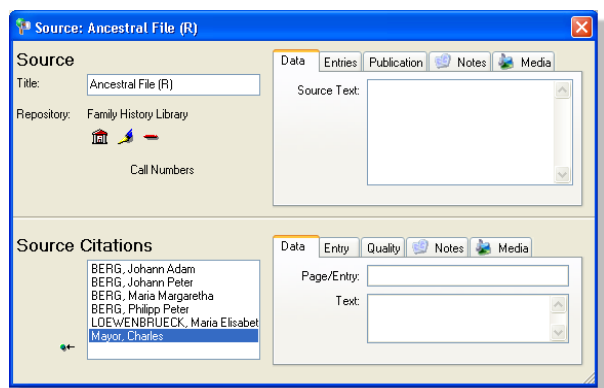 Source: Ancestral File (R)
Source
Title:
Ancestral File (R)
Repository:
Family History Library
Call Numbers
Data
Entries
Publication
Notes
Media
Source Text:
Source Citations
BERG, Johann Adam
BERG, Johann Peter
BERG, Maria Margaretha
BERG, Philipp Peter
LOEWENBRUECK, Maria Elisabet
Mayor, Charles
Data
Entry
Quality
Notes
Media
Page/Entry:
Text: